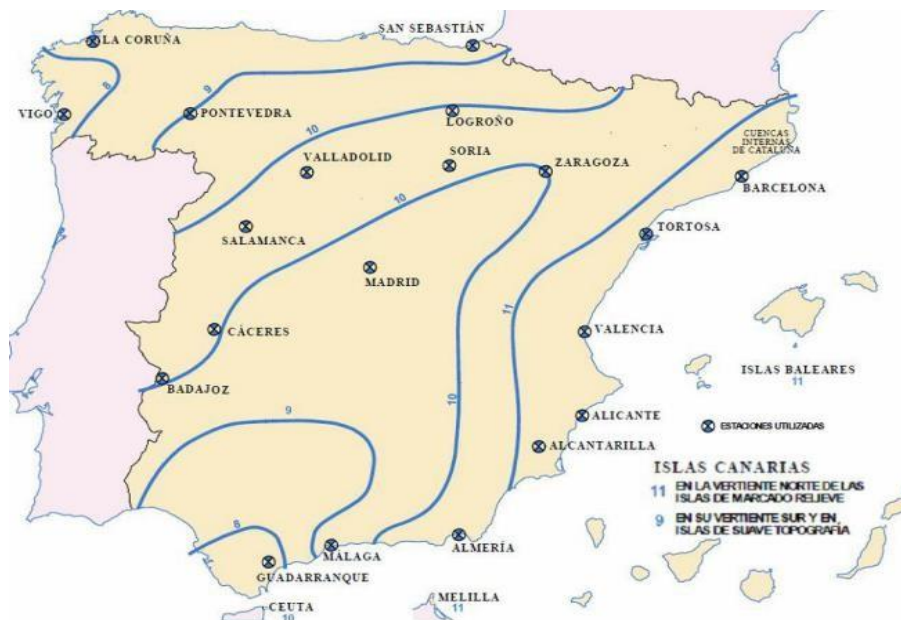 SAN SEBASTIÁN
LA CORUÑA
8
9
VIGO
PONTEVEDRA
LOGROÑO
10
CUENCAS
INTERNAS
DE CATALUÑA
VALLADOLID
SORIA
ZARAGOZA
BARCELONA
10
SALAMANCA
TORTOSA
MADRID
11
CÁCERES
VALENCIA
BADAJOZ
ISLAS BALEARES
11
10
9
ALICANTE
ESTACIONES UTILIZADAS
ALCANTARILLA
ISLAS CANARIAS
11 EN LA VERTIENTE NORTE DE LAS
ISLAS DE MARCADO RELIEVE
9 EN SU VERTIENTE SUR Y EN
ISLAS DE SUAVE TOPOGRAFÍA
8
MÁLAGA
ALMERÍA
GUADARRANQUE
MELILLA
11
CEUTA
10